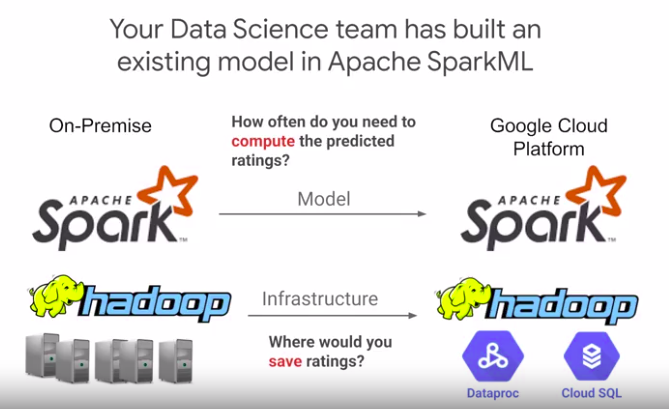 Your Data Science team has built an
existing model in Apache SparkML
On-Premise
How often do you need to
compute the predicted
ratings?
Google Cloud
Platform
APACHE
Spark™
Model
APACHE
Spark™
hadoop
Infrastructure
hadoop
Where would you
save ratings?
Dataproc
Cloud SQL